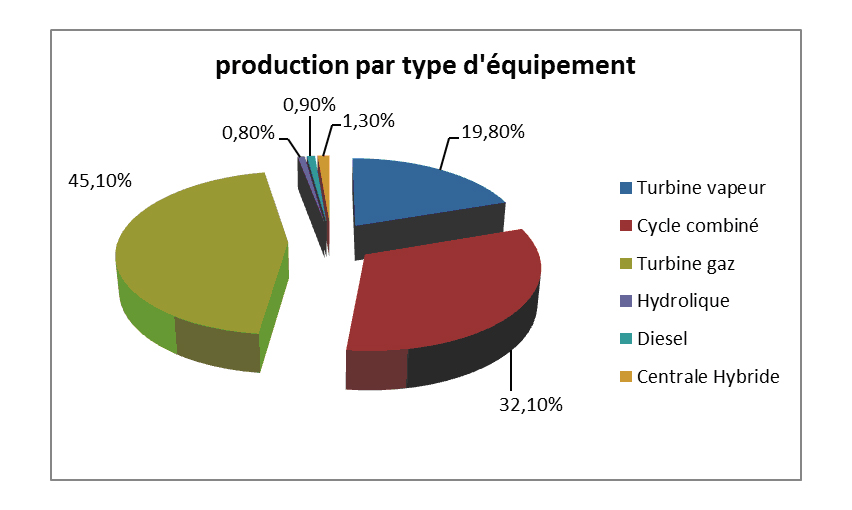 production par type d'équipement
0,90%
0,80%
1,30%
19,80%
45,10%
32,10%
Turbine vapeur
Cycle combiné
Turbine gaz
Hydrolique
Diesel
Centrale Hybride